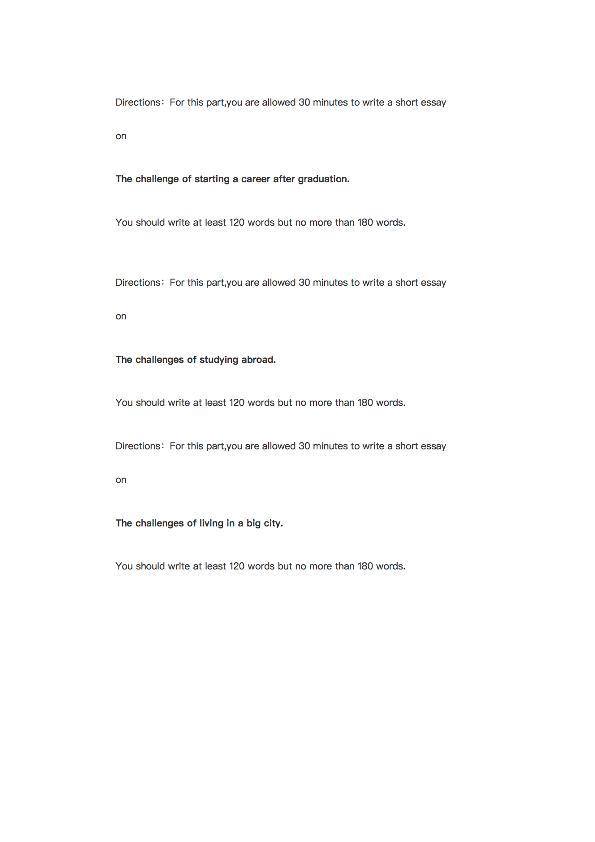 Directions：For this part,you are allowed 30 minutes to write a short essay
on
The challenge of starting a career after graduation.
You should write at least 120 words but no more than 180 words.
Directions：For this part,you are allowed 30 minutes to write a short essay
on
The challenges of studying abroad.
You should write at least 120 words but no more than 180 words.
Directions：For this part,you are allowed 30 minutes to write a short essay
on
The challenges of living in a big city.
You should write at least 120 words but no more than 180 words.